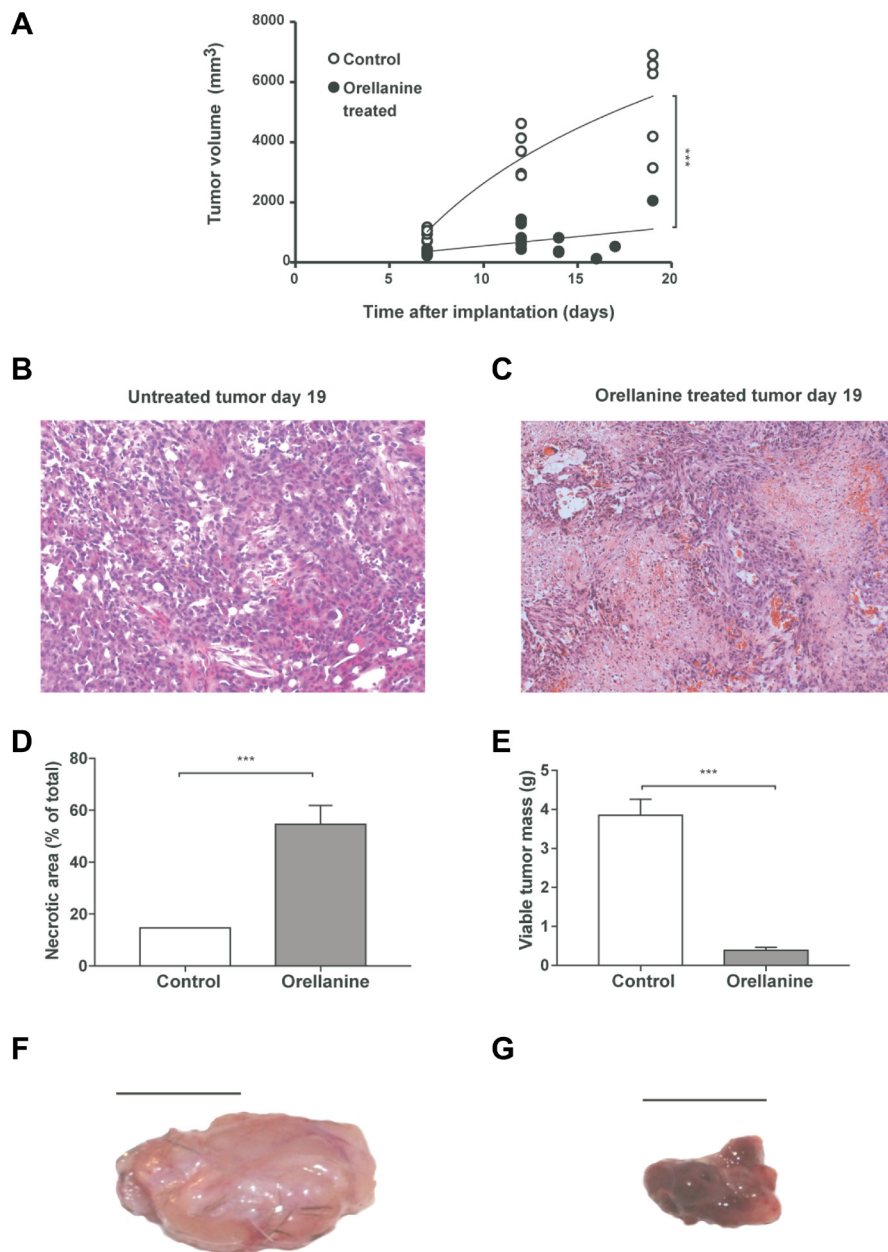 A
Tumor volume (mm³)
8000
6000
4000
2000
0
Control
Orellanine
treated
***
0
5
10
15
20
Time after implantation (days)
B
Untreated tumor day 19
C
Orellanine treated tumor day 19
D
Necrotic area (% of total)
80
60
40
20
0
***
Control
Orellanine
E
Viable tumor mass (g)
5
4
3
2
1
0
***
Control
Orellanine
F
G